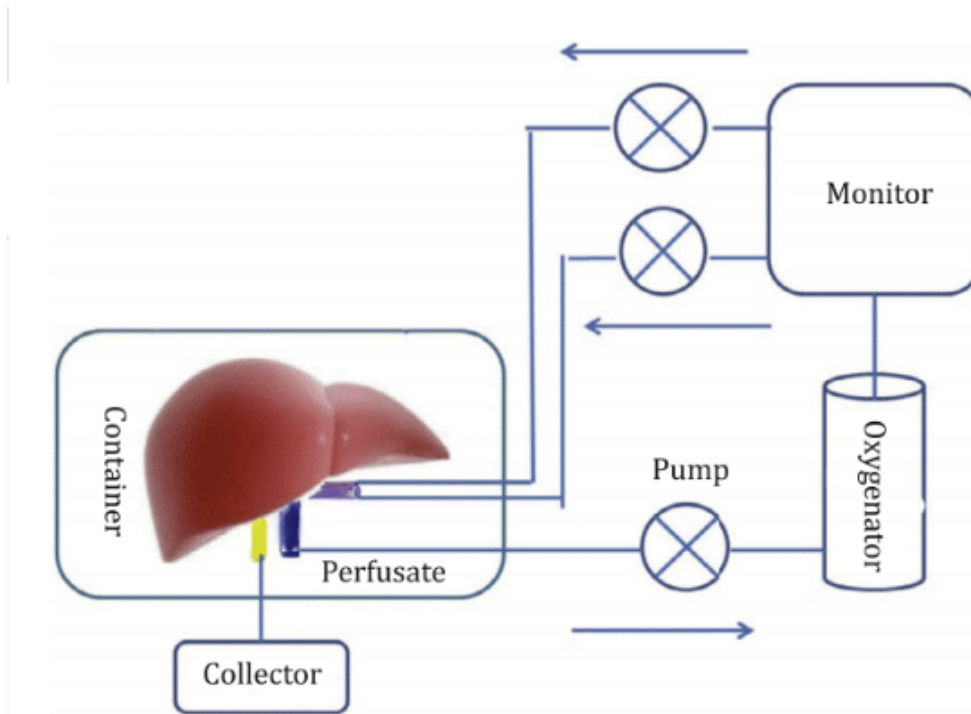 Monitor
Container
Oxygenator
Pump
Perfusate
Collector